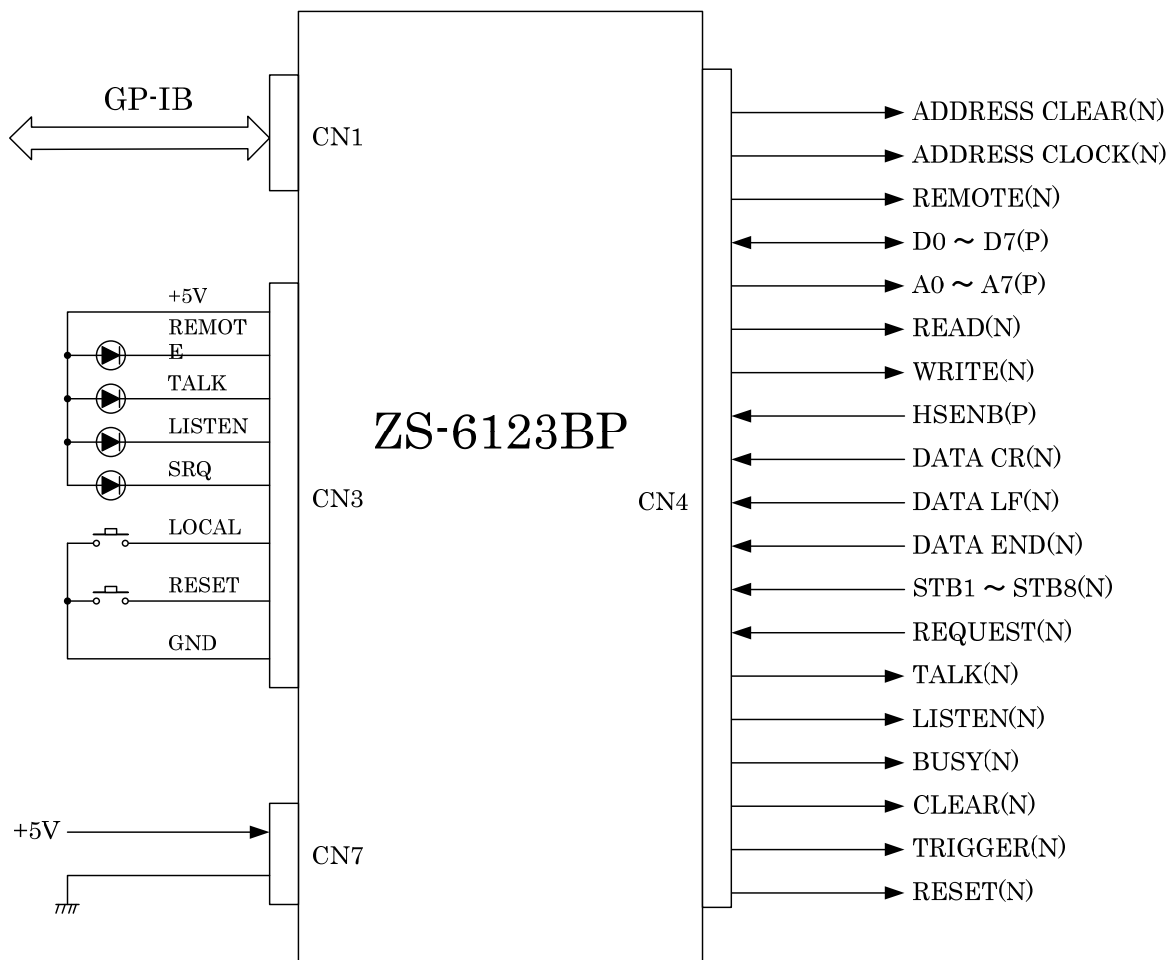 GP-IB
CN1
+5V
REMOT
E
TALK
LISTEN
SRQ
LOCAL
RESET
GND
CN3
+5V
CN7
ZS-6123BP
CN4
ADDRESS CLEAR(N)
ADDRESS CLOCK(N)
REMOTE(N)
D0 ～ D7(P)
A0 ～ A7(P)
READ(N)
WRITE(N)
HSENB(P)
DATA CR(N)
DATA LF(N)
DATA END(N)
STB1 ～ STB8(N)
REQUEST(N)
TALK(N)
LISTEN(N)
BUSY(N)
CLEAR(N)
TRIGGER(N)
RESET(N)